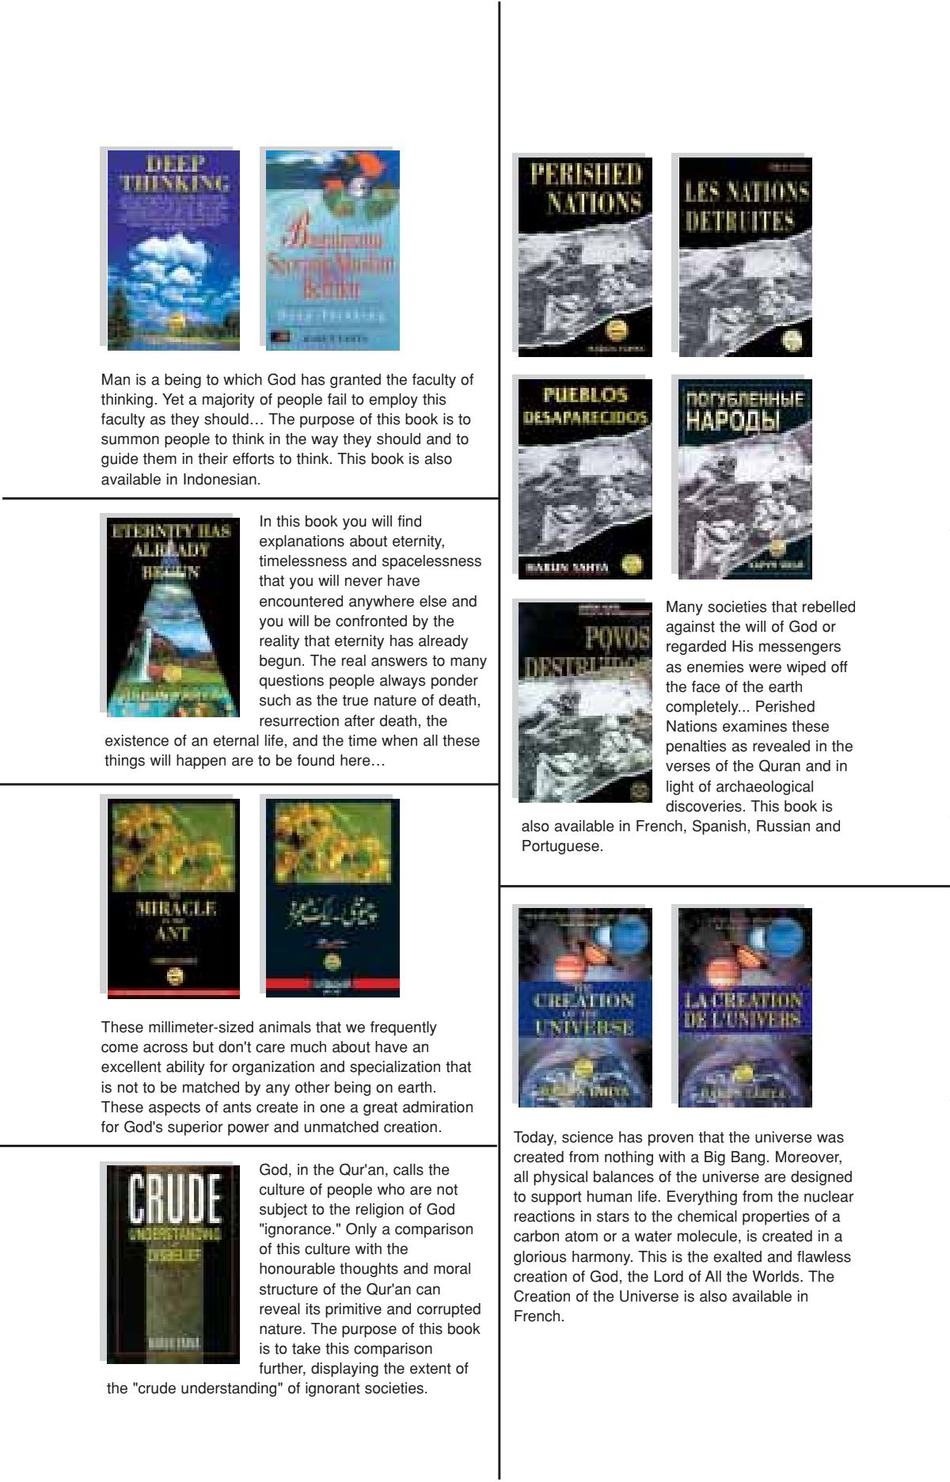 DEEP
THINKING
Bagaimana
Seorang Muslim
Berfikir
Deep Thinking
HARUN YAHYA
Man is a being to which God has granted the faculty of
thinking. Yet a majority of people fail to employ this
faculty as they should… The purpose of this book is to
summon people to think in the way they should and to
guide them in their efforts to think. This book is also
available in Indonesian.
ETERNITY HAS
ALREADY
BEGUN
In this book you will find
explanations about eternity,
timelessness and spacelessness
that you will never have
encountered anywhere else and
you will be confronted by the
reality that eternity has already
begun. The real answers to many
questions people always ponder
such as the true nature of death,
resurrection after death, the
existence of an eternal life, and the time when all these
things will happen are to be found here…
MIRACLE
ANT
These millimeter-sized animals that we frequently
come across but don't care much about have an
excellent ability for organization and specialization that
is not to be matched by any other being on earth.
These aspects of ants create in one a great admiration
for God's superior power and unmatched creation.
CRUDE
UNDERSTANDING
DISBELIEF
HARUN YAHYA
God, in the Qur'an, calls the
culture of people who are not
subject to the religion of God
"ignorance." Only a comparison
of this culture with the
honourable thoughts and moral
structure of the Qur'an can
reveal its primitive and corrupted
nature. The purpose of this book
is to take this comparison
further, displaying the extent of
the "crude understanding" of ignorant societies.
PERISHED
NATIONS
HARUN YAHYA
LES NATIONS
DETRUITES
PUEBLOS
DESAPARECIDOS
HARUN YAHYA
ПОГУБЛЕННЫЕ
НАРОДЫ
ХАРУН ЯХЬЯ
POVOS
DESTRUIDOS
Many societies that rebelled
against the will of God or
regarded His messengers
as enemies were wiped off
the face of the earth
completely... Perished
Nations examines these
penalties as revealed in the
verses of the Quran and in
light of archaeological
discoveries. This book is
also available in French, Spanish, Russian and
Portuguese.
THE
CREATION
OF THE
UNIVERSE
HARUN YAHYA
LA CREATION
DE L'UNIVERS
HARUN YAHYA
Today, science has proven that the universe was
created from nothing with a Big Bang. Moreover,
all physical balances of the universe are designed
to support human life. Everything from the nuclear
reactions in stars to the chemical properties of a
carbon atom or a water molecule, is created in a
glorious harmony. This is the exalted and flawless
creation of God, the Lord of All the Worlds. The
Creation of the Universe is also available in
French.